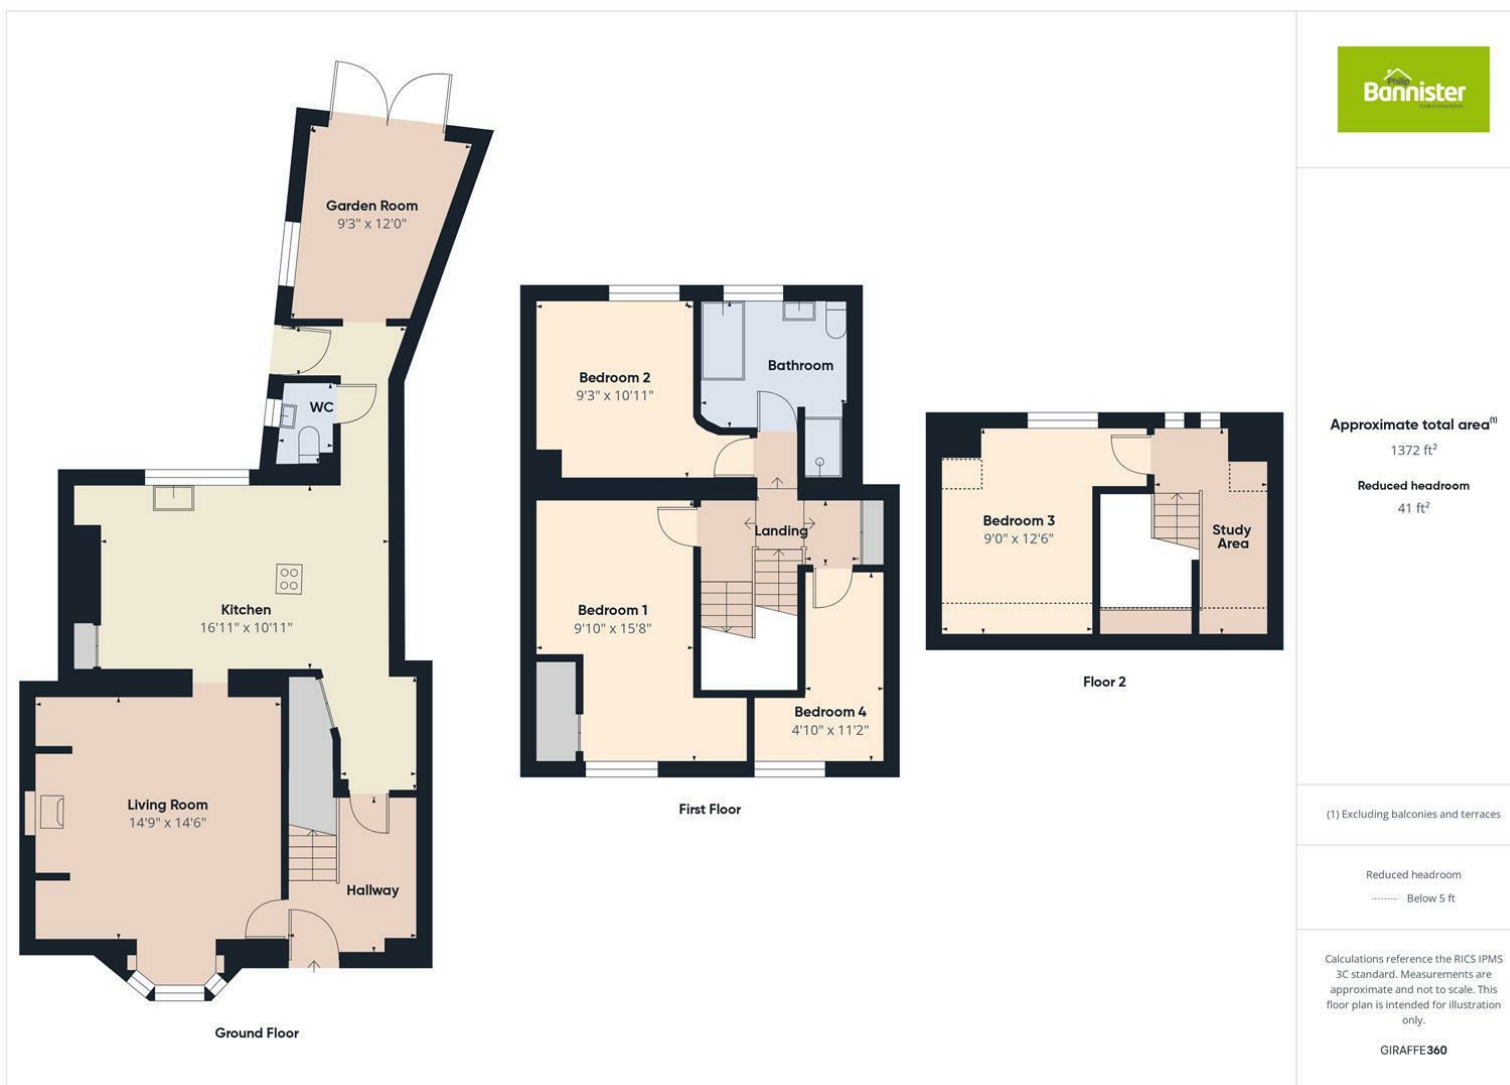 Garden Room
9'3" x 12'0"
WC
Kitchen
16'11" x 10'11"
Living Room
14'9" x 14'6"
Hallway
Ground Floor
Bedroom 2
9'3" x 10'11"
Bathroom
Landing
Bedroom 1
9'10" x 15'8"
Bedroom 4
4'10" x 11'2"
First Floor
Bedroom 3
9'0" x 12'6"
Study
Area
Floor 2
Philip
Bannister
Approximate total area(1)
1372 ft²
Reduced headroom
41 ft²
(1) Excluding balconies and terraces
Reduced headroom
Below 5 ft
Calculations reference the RICS IPMS
3C standard. Measurements are
approximate and not to scale. This
floor plan is intended for illustration
only.
GIRAFFE360